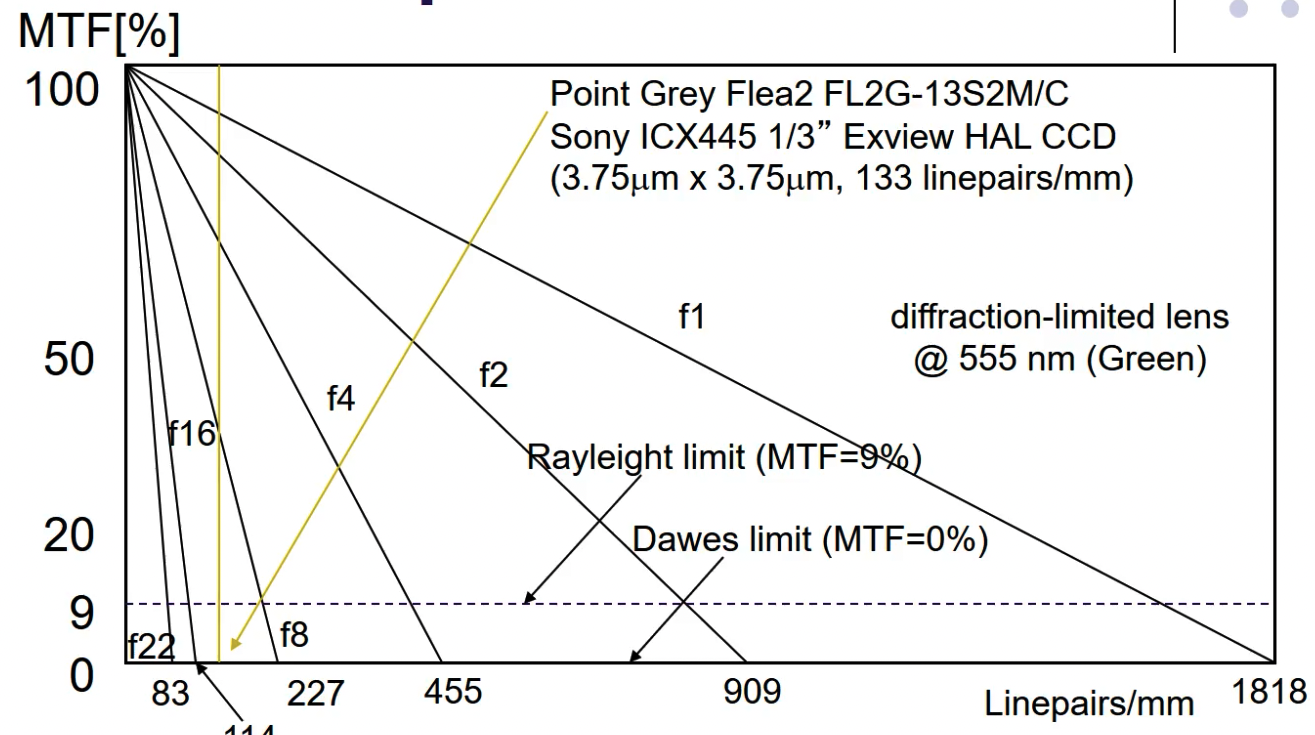 MTF[%]
100
Point Grey Flea2 FL2G-13S2M/C
Sony ICX445 1/3” Exview HAL CCD
(3.75μm x 3.75μm, 133 linepairs/mm)
f1
diffraction-limited lens
@ 555 nm (Green)
50
f2
f4
f16
Rayleight limit (MTF=9%)
20
Dawes limit (MTF=0%)
9
f22
f8
0
83
227
455
909
Linepairs/mm
1818
114